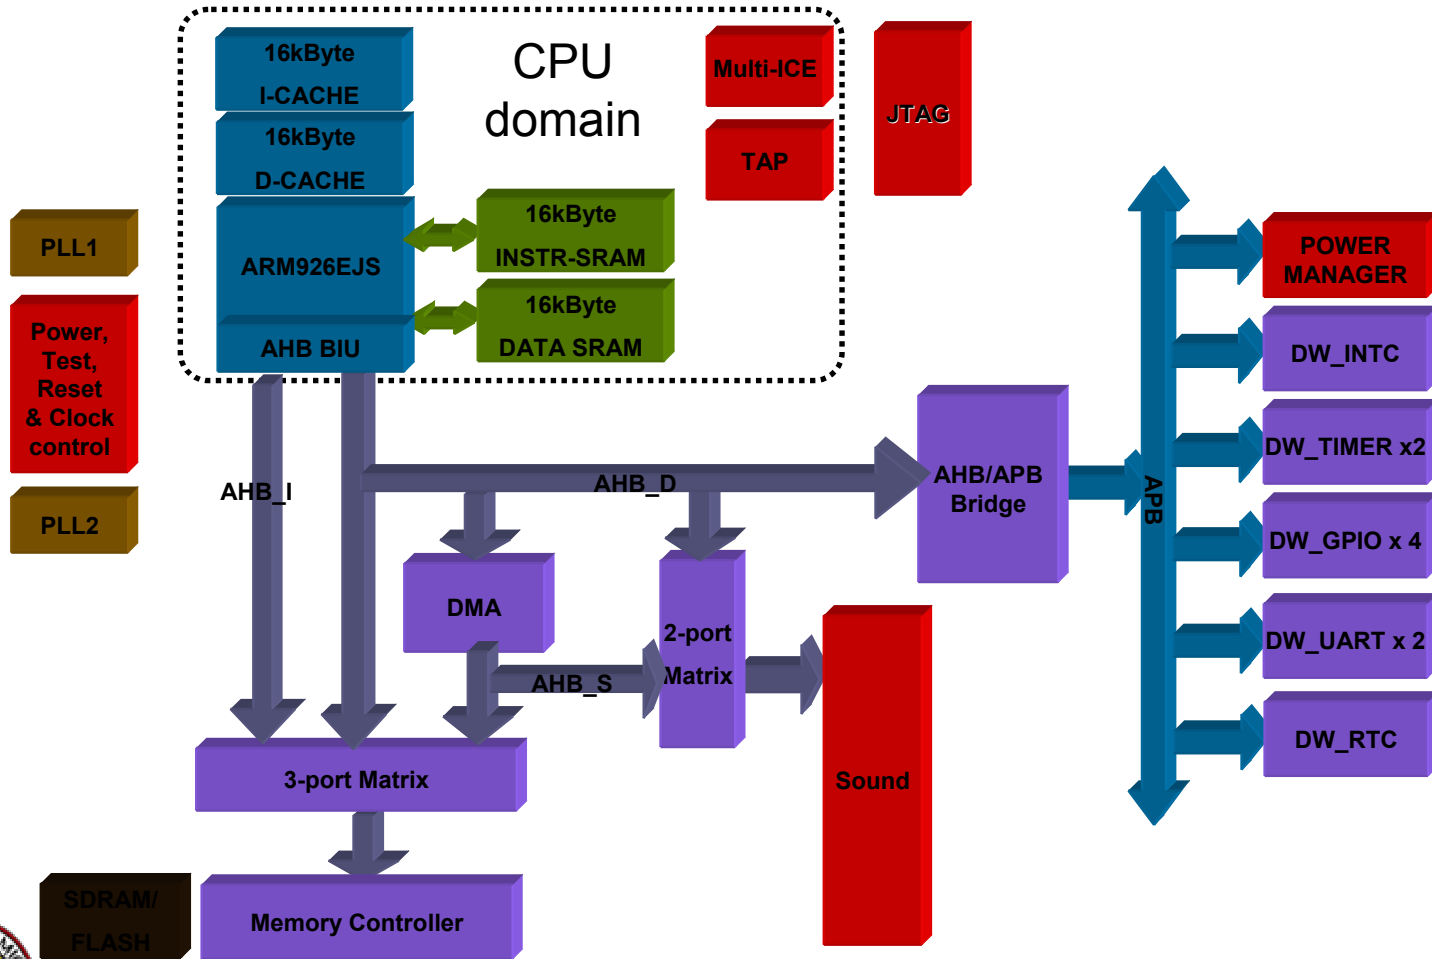 16kByte
I-CACHE
CPU
domain
Multi-ICE
JTAG
16kByte
D-CACHE
TAP
PLL1
ARM926EJS
16kByte
INSTR-SRAM
POWER
MANAGER
Power,
Test,
Reset
& Clock
control
16kByte
DATA SRAM
AHB BIU
DW_INTC
PLL2
AHB_I
AHB_D
AHB/APB
Bridge
APB
DW_TIMER x2
DW_GPIO x 4
DMA
2-port
Matrix
DW_UART x 2
AHB_S
DW_RTC
3-port Matrix
Sound
SDRAM/
FLASH
Memory Controller